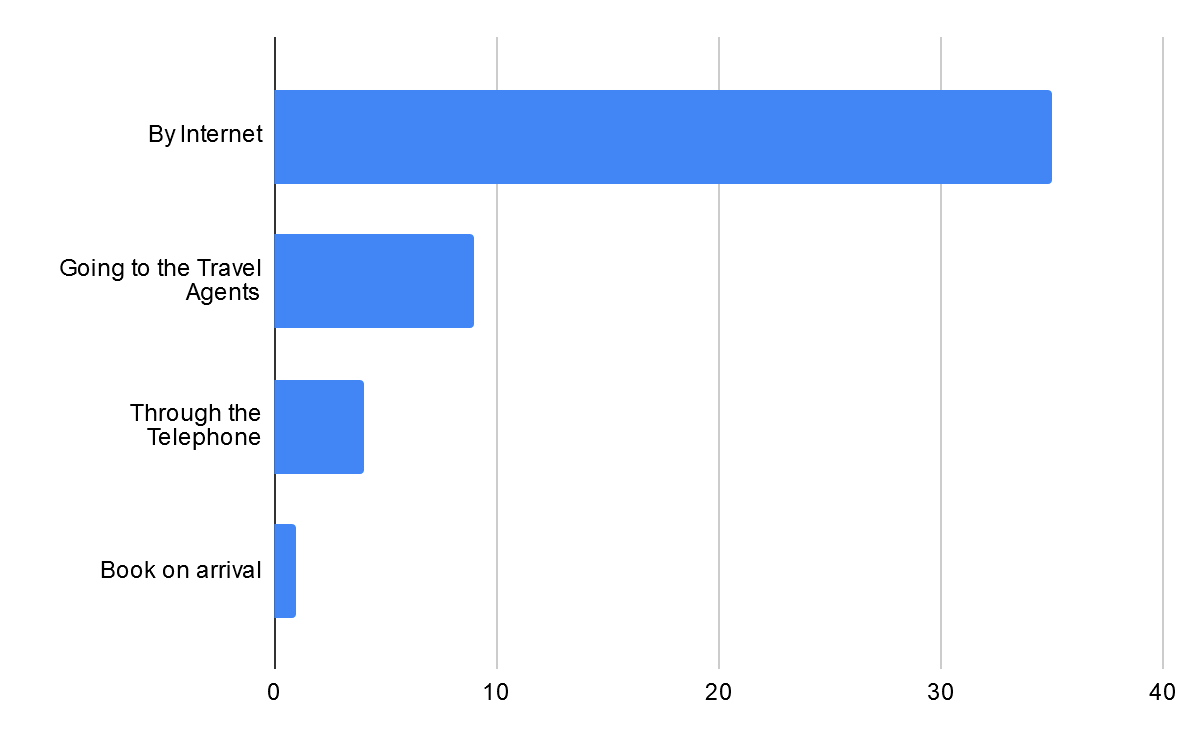 By Internet
Going to the Travel
Agents
Through the
Telephone
Book on arrival
0 10 20 30 40